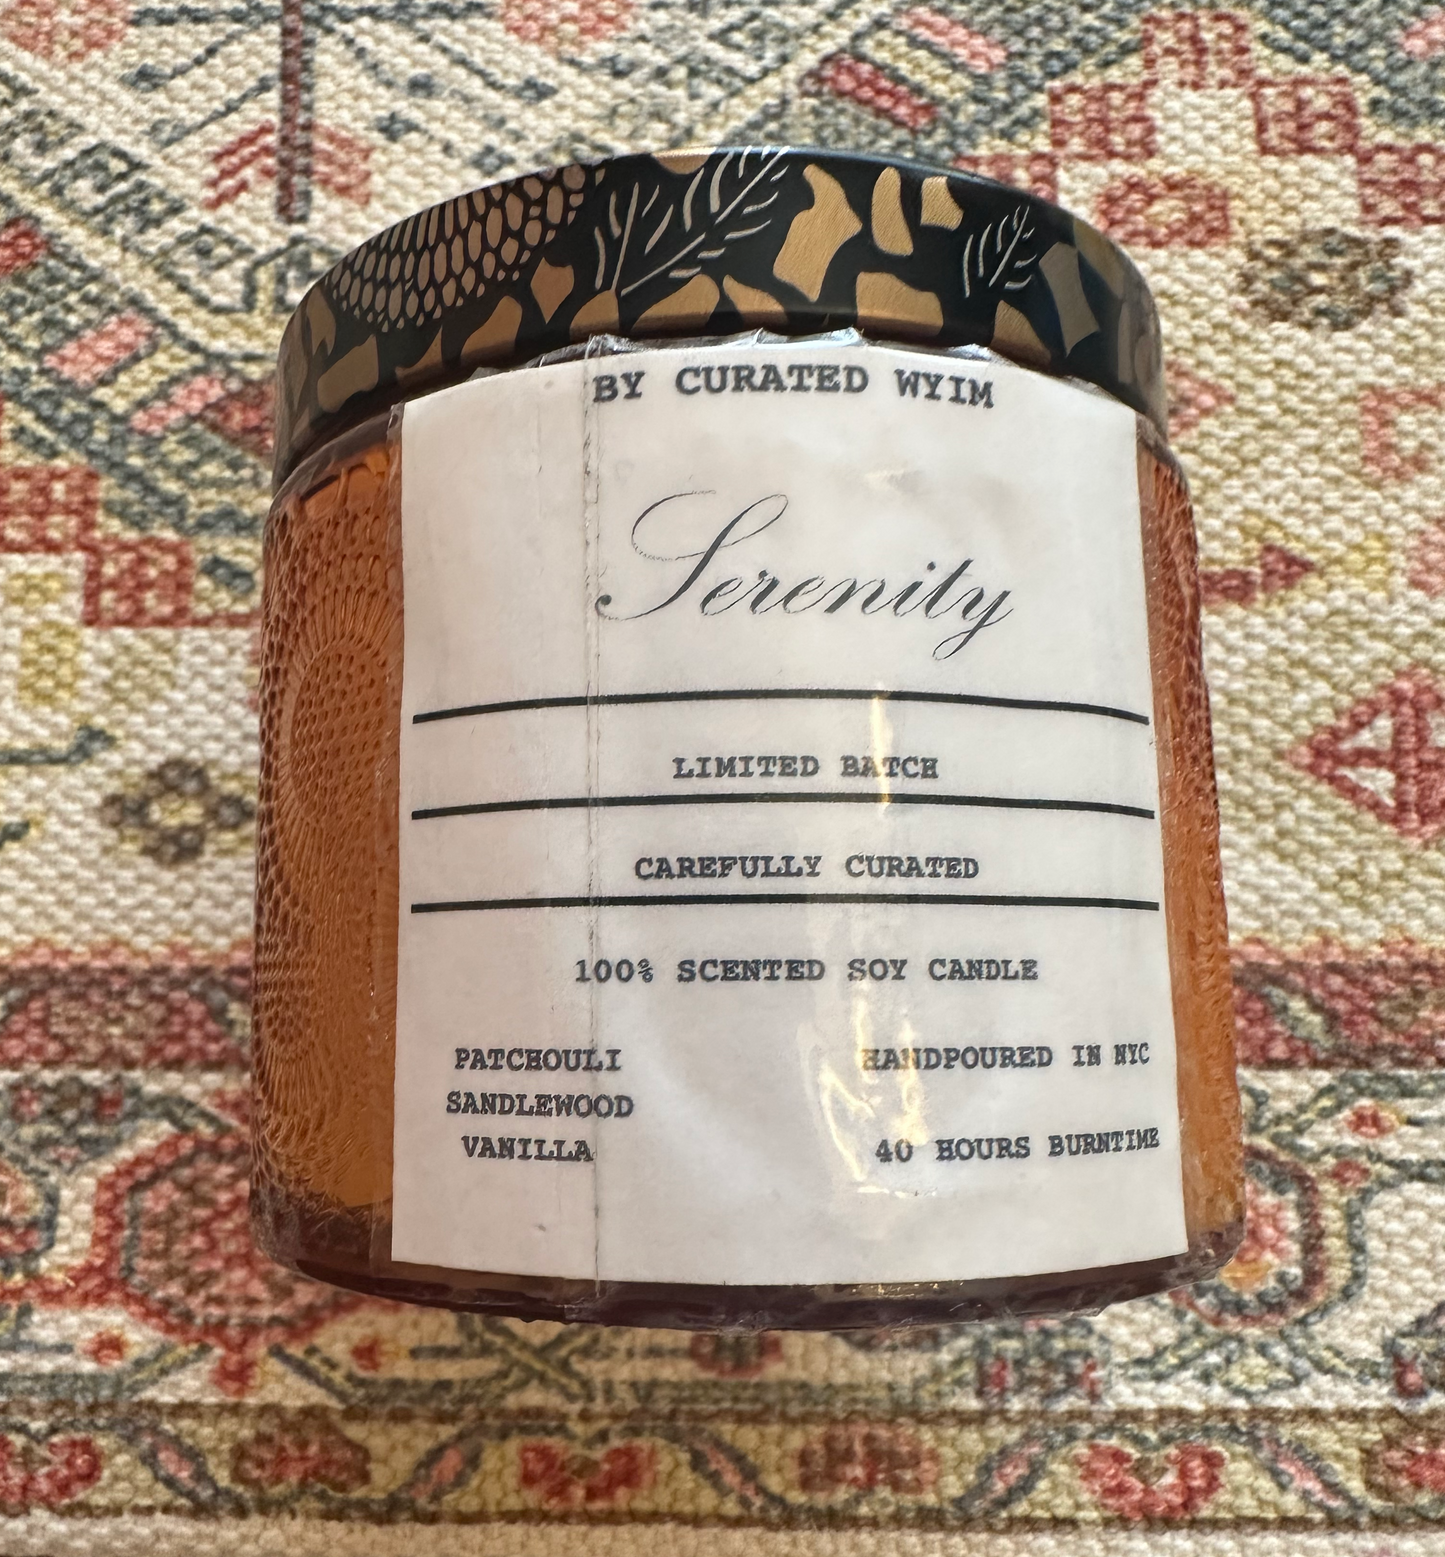 BY CURATED WYIM
Serenity
LIMITED BATCH
CAREFULLY CURATED
100% SCENTED SOY CANDLE
PATCHOULI
SANDLEWOOD
VANILLA
HANDPOURED IN NYC
40 HOURS BURNTIME